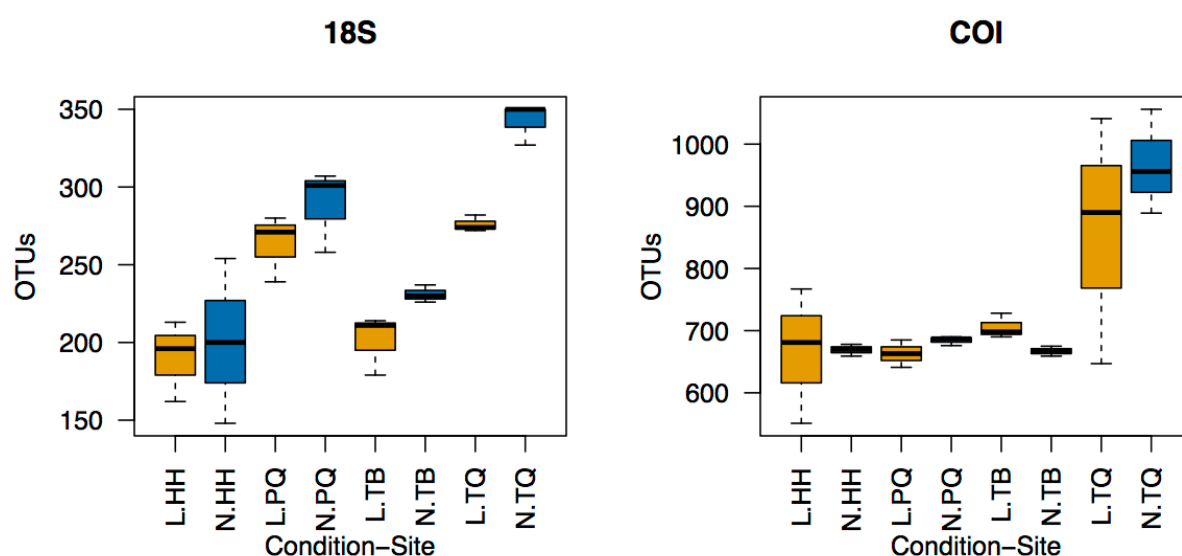 18S
350
300
250
200
150
OTUs
L.HH
N.HH
L.PQ
N.PQ
L.TB
N.TB
L.TQ
N.TQ
Condition−Site
COI
1000
900
800
700
600
OTUs
L.HH
N.HH
L.PQ
N.PQ
L.TB
N.TB
L.TQ
N.TQ
Condition−Site